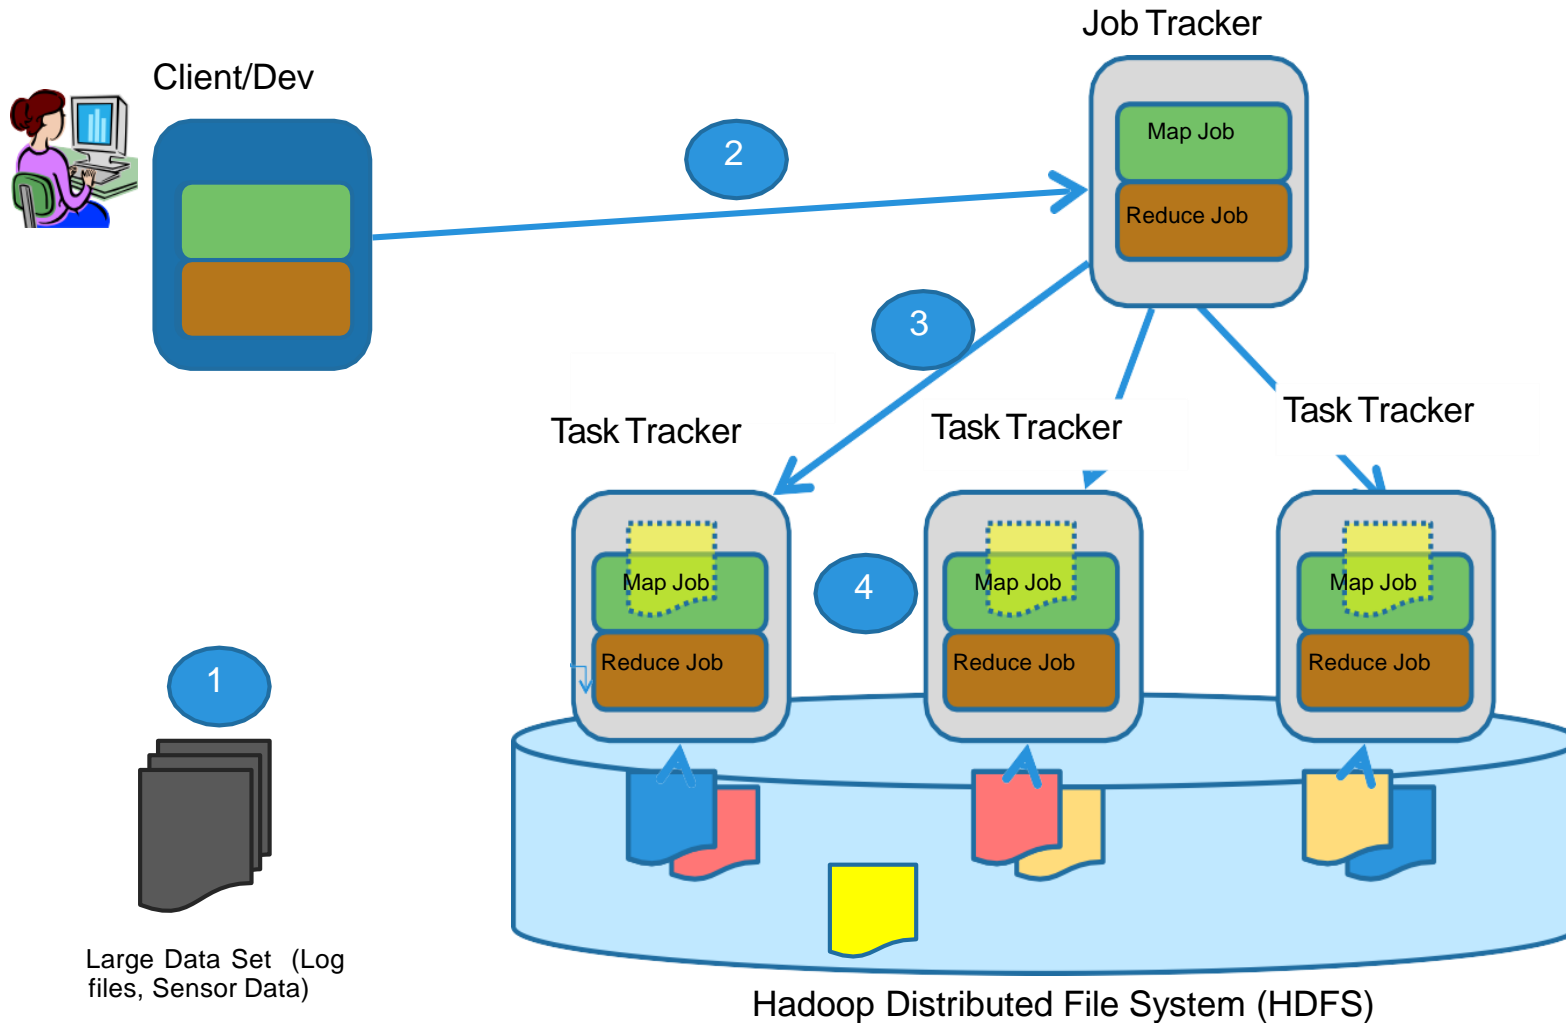 Job Tracker
Client/Dev
Map Job
2
Reduce Job
3
Task Tracker
Task Tracker
Task Tracker
Map Job
4
Map Job
Map Job
Reduce Job
Reduce Job
Reduce Job
1
Large Data Set (Log
files, Sensor Data)
Hadoop Distributed File System (HDFS)